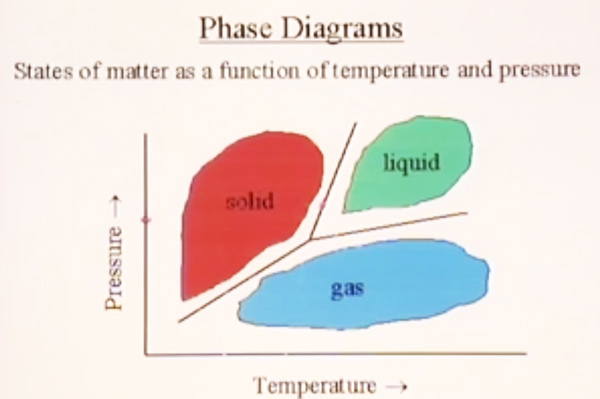 Phase Diagrams
States of matter as a function of temperature and pressure
solid
liquid
gas
Pressure →
Temperature →